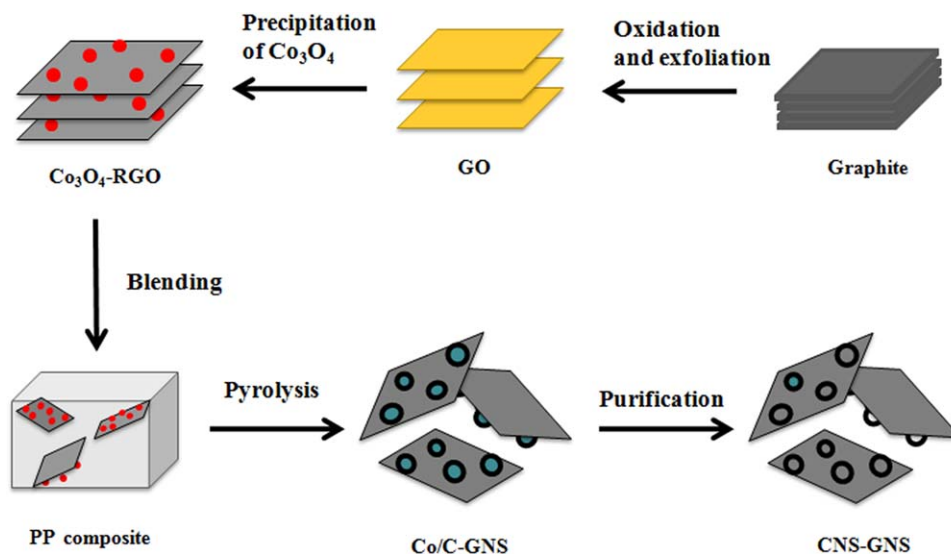 Precipitation
of Co₃O₄
Oxidation
and exfoliation
Co₃O₄-RGO
GO
Graphite
Blending
Pyrolysis
Purification
PP composite
Co/C-GNS
CNS-GNS